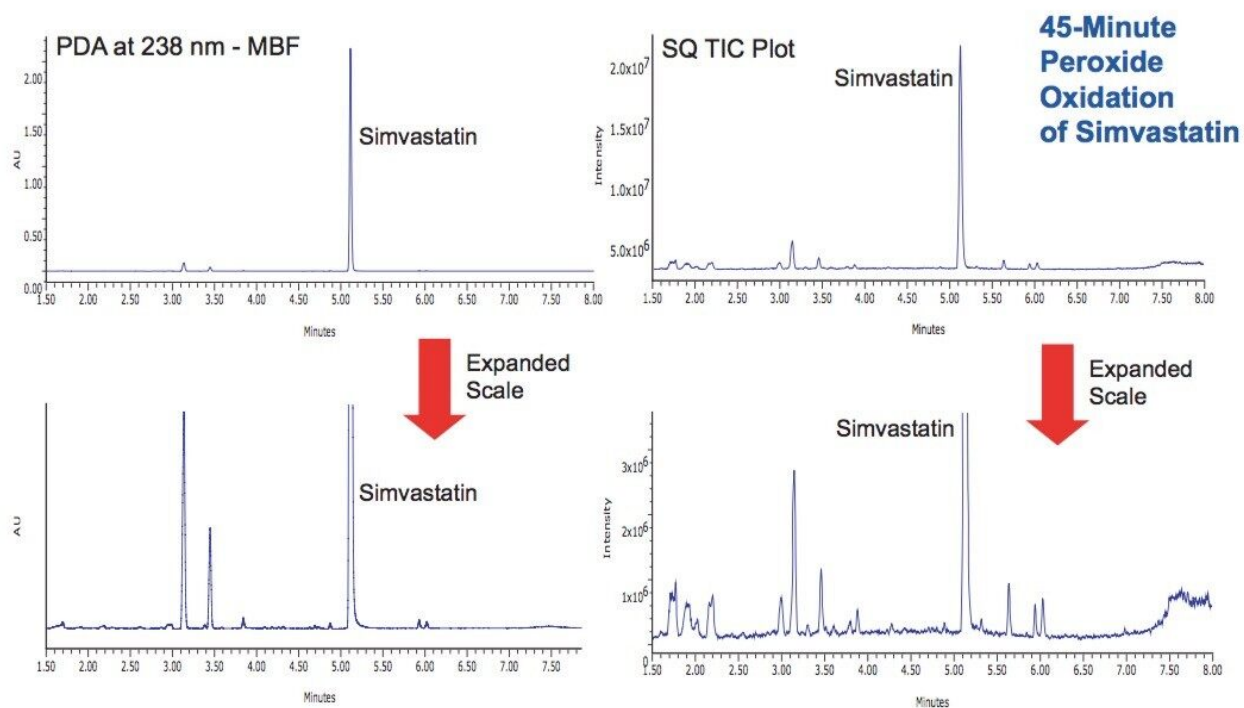 PDA at 238 nm - MBF
AU
2.00
1.50
1.00
0.50
0.00
Simvastatin
1.50 2.00 2.50 3.00 3.50 4.00 4.50 5.00 5.50 6.00 6.50 7.00 7.50 8.00
Minutes
SQ TIC Plot
Intensity
2.0x10⁷
1.5x10⁷
1.0x10⁷
5.0x10⁶
Simvastatin
1.50 2.00 2.50 3.00 3.50 4.00 4.50 5.00 5.50 6.00 6.50 7.00 7.50 8.00
Minutes
45-Minute
Peroxide
Oxidation
of Simvastatin
Expanded
Scale
AU
Simvastatin
1.50 2.00 2.50 3.00 3.50 4.00 4.50 5.00 5.50 6.00 6.50 7.00 7.50
Minutes
Expanded
Scale
Intensity
3x10⁶
2x10⁶
1x10⁶
0
Simvastatin
1.50 2.00 2.50 3.00 3.50 4.00 4.50 5.00 5.50 6.00 6.50 7.00 7.50 8.00
Minutes